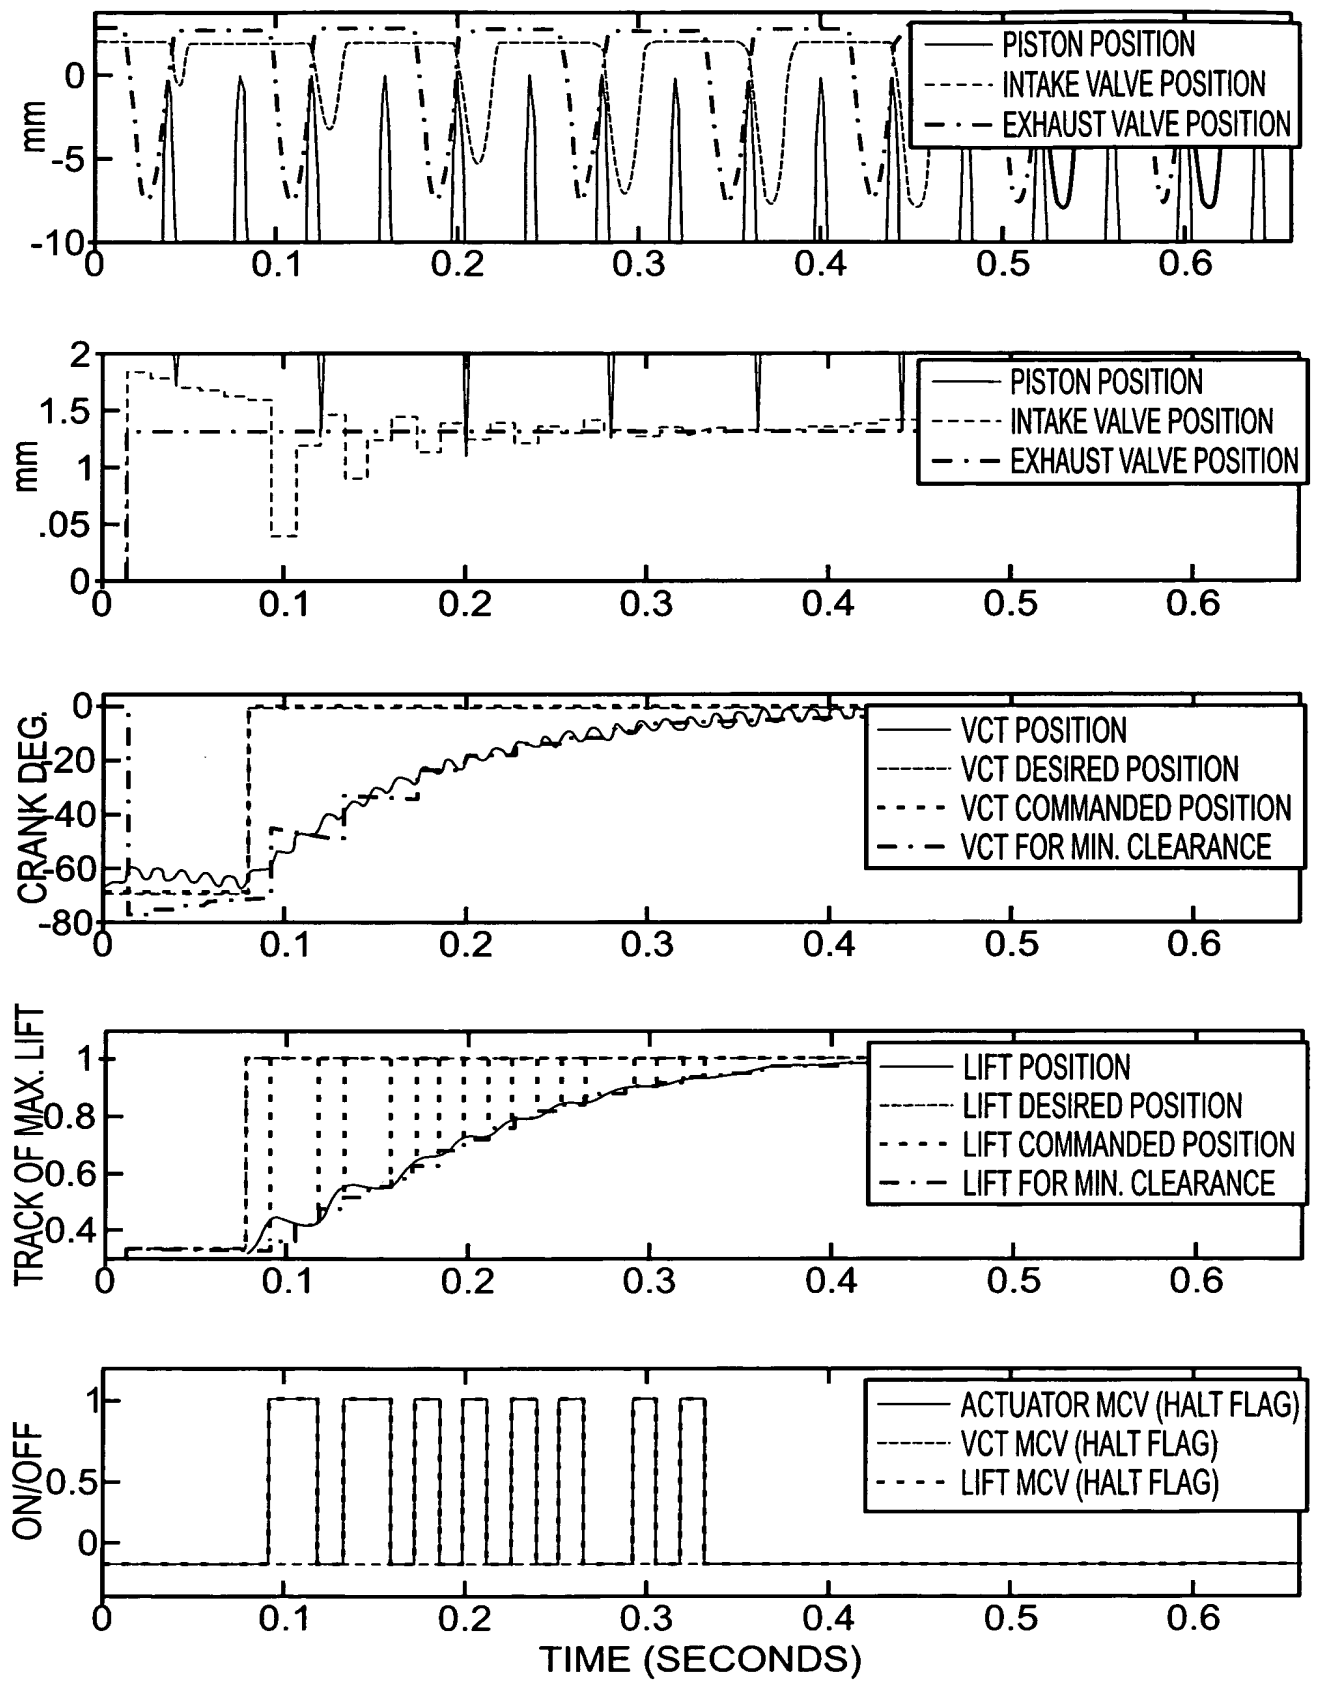 PISTON POSITION
INTAKE VALVE POSITION
EXHAUST VALVE POSITION
mm
0
-5
-10
0 0.1 0.2 0.3 0.4 0.5 0.6
PISTON POSITION
INTAKE VALVE POSITION
EXHAUST VALVE POSITION
mm
2
1.5
1
.05
0
0 0.1 0.2 0.3 0.4 0.5 0.6
VCT POSITION
VCT DESIRED POSITION
VCT COMMANDED POSITION
VCT FOR MIN. CLEARANCE
CRANK DEG.
0
-20
-40
-60
-80
0 0.1 0.2 0.3 0.4 0.5 0.6
LIFT POSITION
LIFT DESIRED POSITION
LIFT COMMANDED POSITION
LIFT FOR MIN. CLEARANCE
TRACK OF MAX. LIFT
1
0.8
0.6
0.4
0 0.1 0.2 0.3 0.4 0.5 0.6
ACTUATOR MCV (HALT FLAG)
VCT MCV (HALT FLAG)
LIFT MCV (HALT FLAG)
ON/OFF
1
0.5
0
0 0.1 0.2 0.3 0.4 0.5 0.6
TIME (SECONDS)